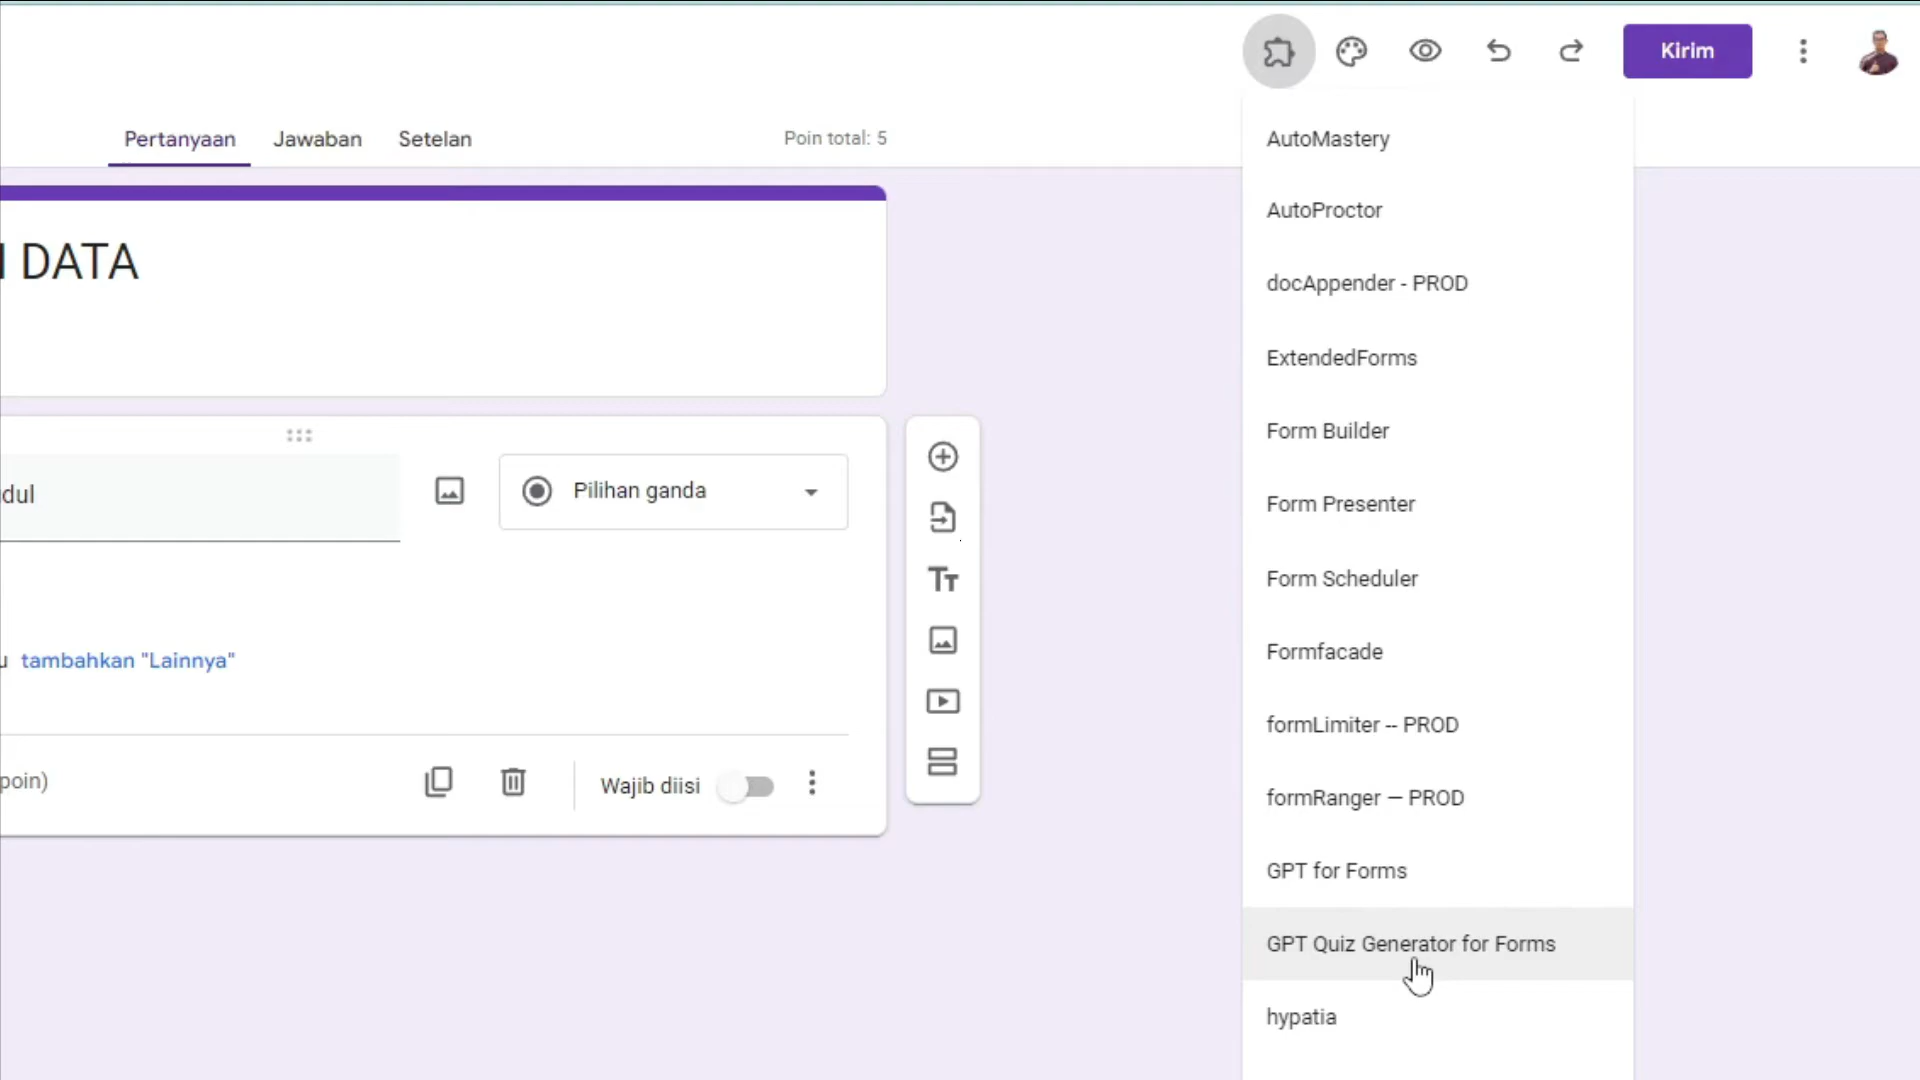 Kirim
Pertanyaan
Jawaban
Setelan
Poin total: 5
DATA
dul
Pilihan ganda
u tambahkan "Lainnya"
poin)
Wajib diisi
AutoMastery
AutoProctor
docAppender - PROD
ExtendedForms
Form Builder
Form Presenter
Form Scheduler
Formfacade
formLimiter -- PROD
formRanger — PROD
GPT for Forms
GPT Quiz Generator for Forms
hypatia